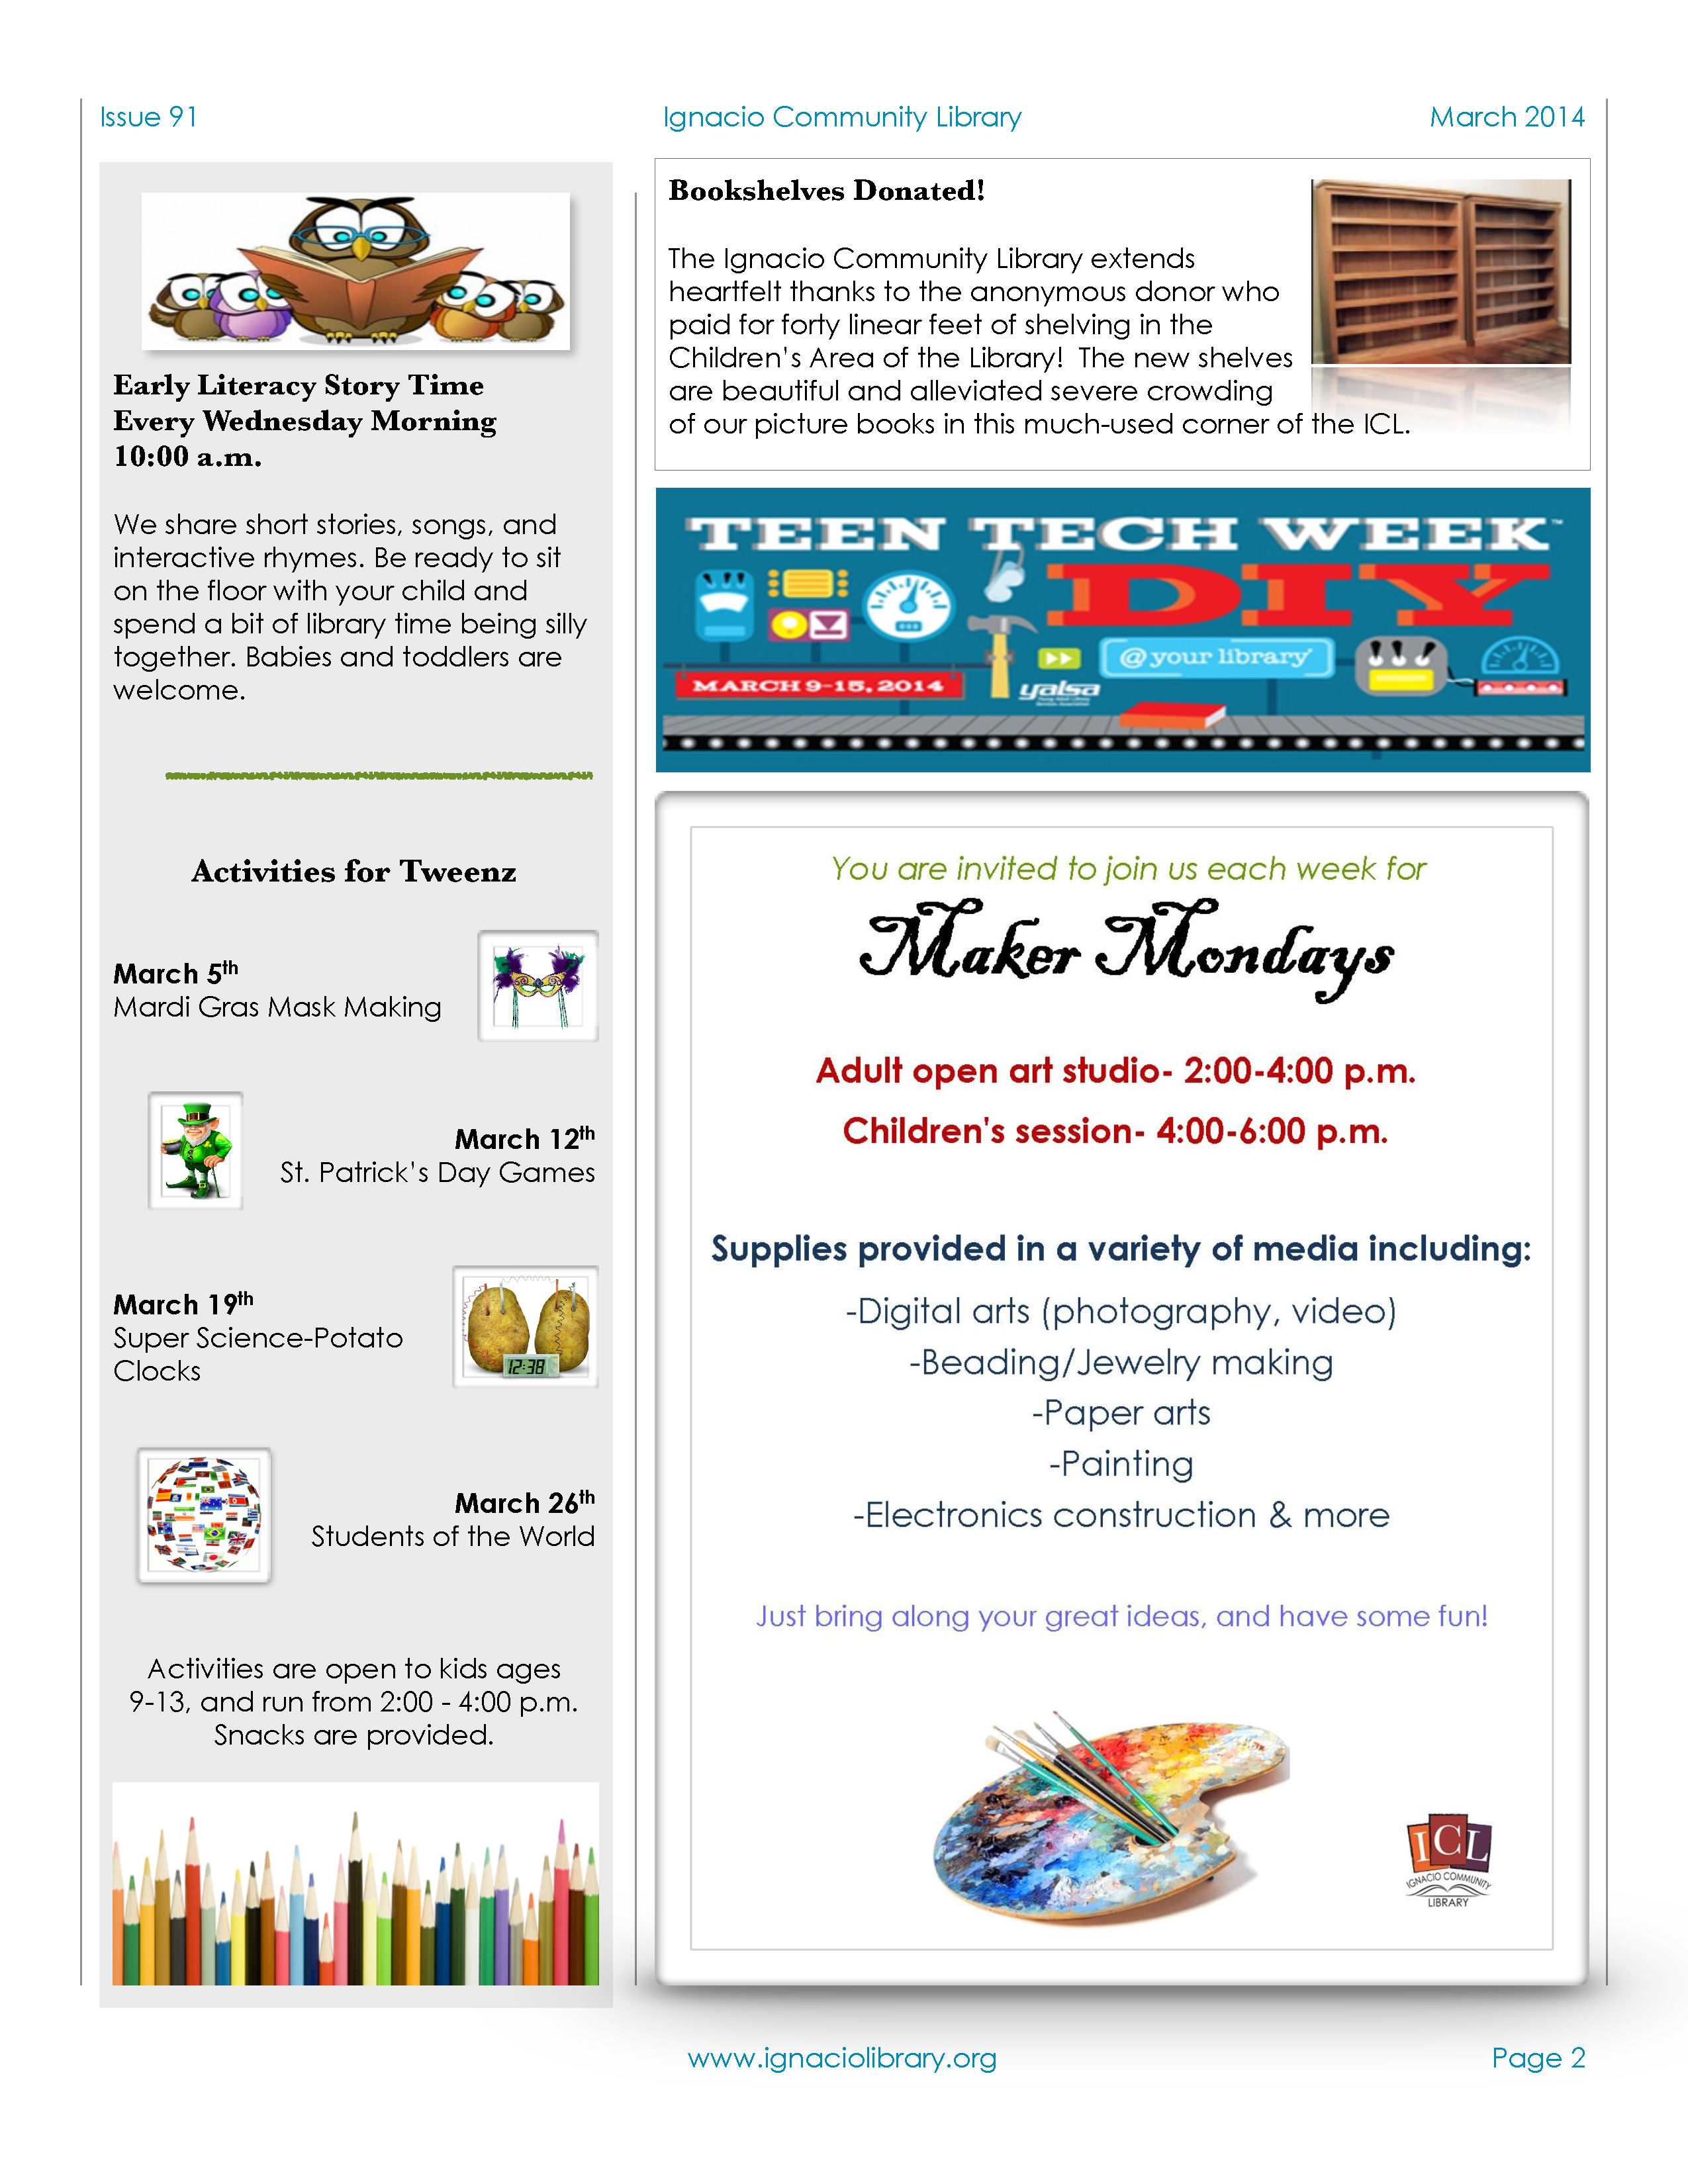 Issue 91
Ignacio Community Library
March 2014
Early Literacy Story Time
Every Wednesday Morning
10:00 a.m.
We share short stories, songs, and
interactive rhymes. Be ready to sit
on the floor with your child and
spend a bit of library time being silly
together. Babies and toddlers are
welcome.
Activities for Tweenz
March 5th
Mardi Gras Mask Making
March 12th
St. Patrick's Day Games
March 19th
Super Science-Potato
Clocks
12:38
March 26th
Students of the World
Activities are open to kids ages
9-13, and run from 2:00 - 4:00 p.m.
Snacks are provided.
Bookshelves Donated!
The Ignacio Community Library extends
heartfelt thanks to the anonymous donor who
paid for forty linear feet of shelving in the
Children's Area of the Library!  The new shelves
are beautiful and alleviated severe crowding
of our picture books in this much-used corner of the ICL.
TEEN TECH WEEK™
DIY
@ your library®
MARCH 9-15, 2014
yalsa
Young Adult Library
Services Association
You are invited to join us each week for
Maker Mondays
Adult open art studio- 2:00-4:00 p.m.
Children's session- 4:00-6:00 p.m.
Supplies provided in a variety of media including:
-Digital arts (photography, video)
-Beading/Jewelry making
-Paper arts
-Painting
-Electronics construction & more
Just bring along your great ideas, and have some fun!
ICL
IGNACIO COMMUNITY
LIBRARY
www.ignaciolibrary.org
Page 2